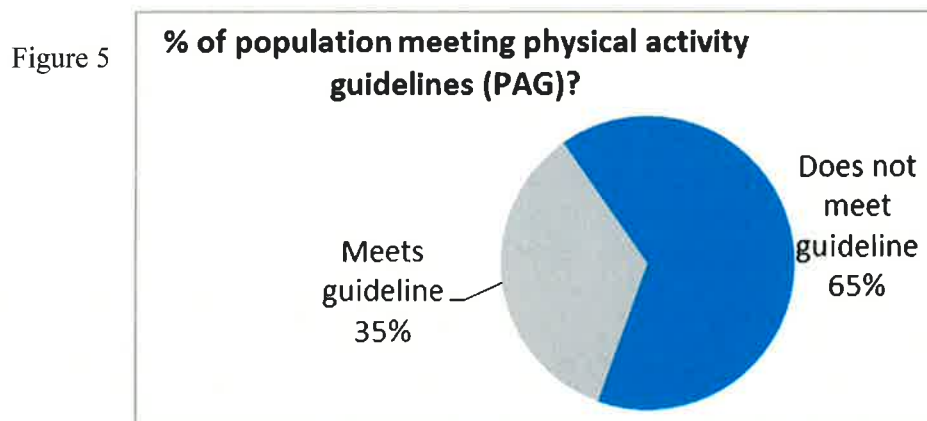 Figure 5
% of population meeting physical activity
guidelines (PAG)?
Does not
meet
guideline
65%
Meets
guideline
35%